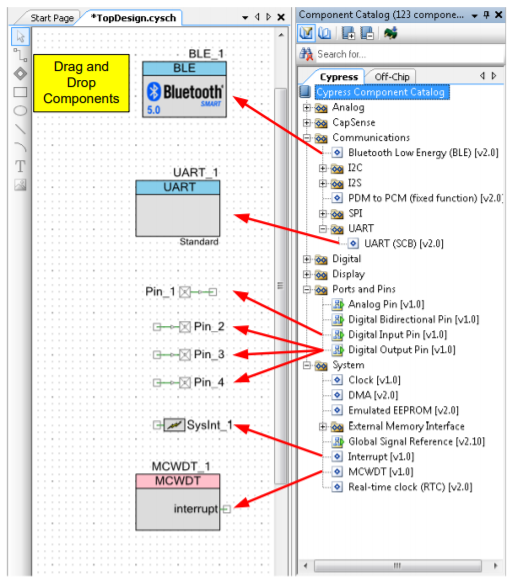 Start Page
*TopDesign.cysch
Drag and
Drop
Components
BLE_1
BLE
Bluetooth
SMART
5.0
UART_1
UART
Standard
Pin_1
Pin_2
Pin_3
Pin_4
SysInt_1
MCWDT_1
MCWDT
interrupt
T
Component Catalog (123 compone...
Search for...
Cypress
Off-Chip
Cypress Component Catalog
Analog
CapSense
Communications
Bluetooth Low Energy (BLE) [v2.0]
I2C
I2S
PDM to PCM (fixed function) [v2.0]
SPI
UART
UART (SCB) [v2.0]
Digital
Display
Ports and Pins
Analog Pin [v1.0]
Digital Bidirectional Pin [v1.0]
Digital Input Pin [v1.0]
Digital Output Pin [v1.0]
System
Clock [v1.0]
DMA [v2.0]
Emulated EEPROM [v2.0]
External Memory Interface
Global Signal Reference [v2.10]
Interrupt [v1.0]
MCWDT [v1.0]
Real-time clock (RTC) [v2.0]